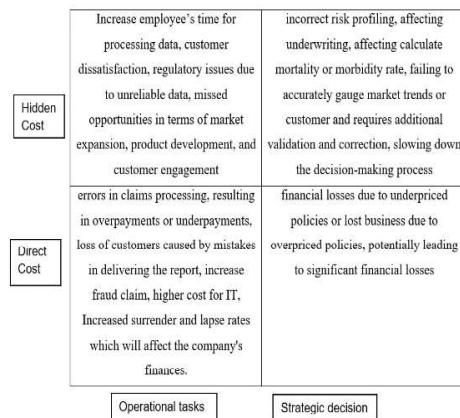 Hidden
Cost
Increase employee's time for
processing data, customer
dissatisfaction, regulatory issues due
to unreliable data, missed
opportunities in terms of market
expansion, product development, and
customer engagement
incorrect risk profiling, affecting
underwriting, affecting calculate
mortality or morbidity rate, failing to
accurately gauge market trends or
customer and requires additional
validation and correction, slowing down
the decision-making process
Direct
Cost
errors in claims processing, resulting
in overpayments or underpayments,
loss of customers caused by mistakes
in delivering the report, increase
fraud claim, higher cost for IT,
Increased surrender and lapse rates
which will affect the company's
finances.
financial losses due to underpriced
policies or lost business due to
overpriced policies, potentially leading
to significant financial losses
Operational tasks
Strategic decision